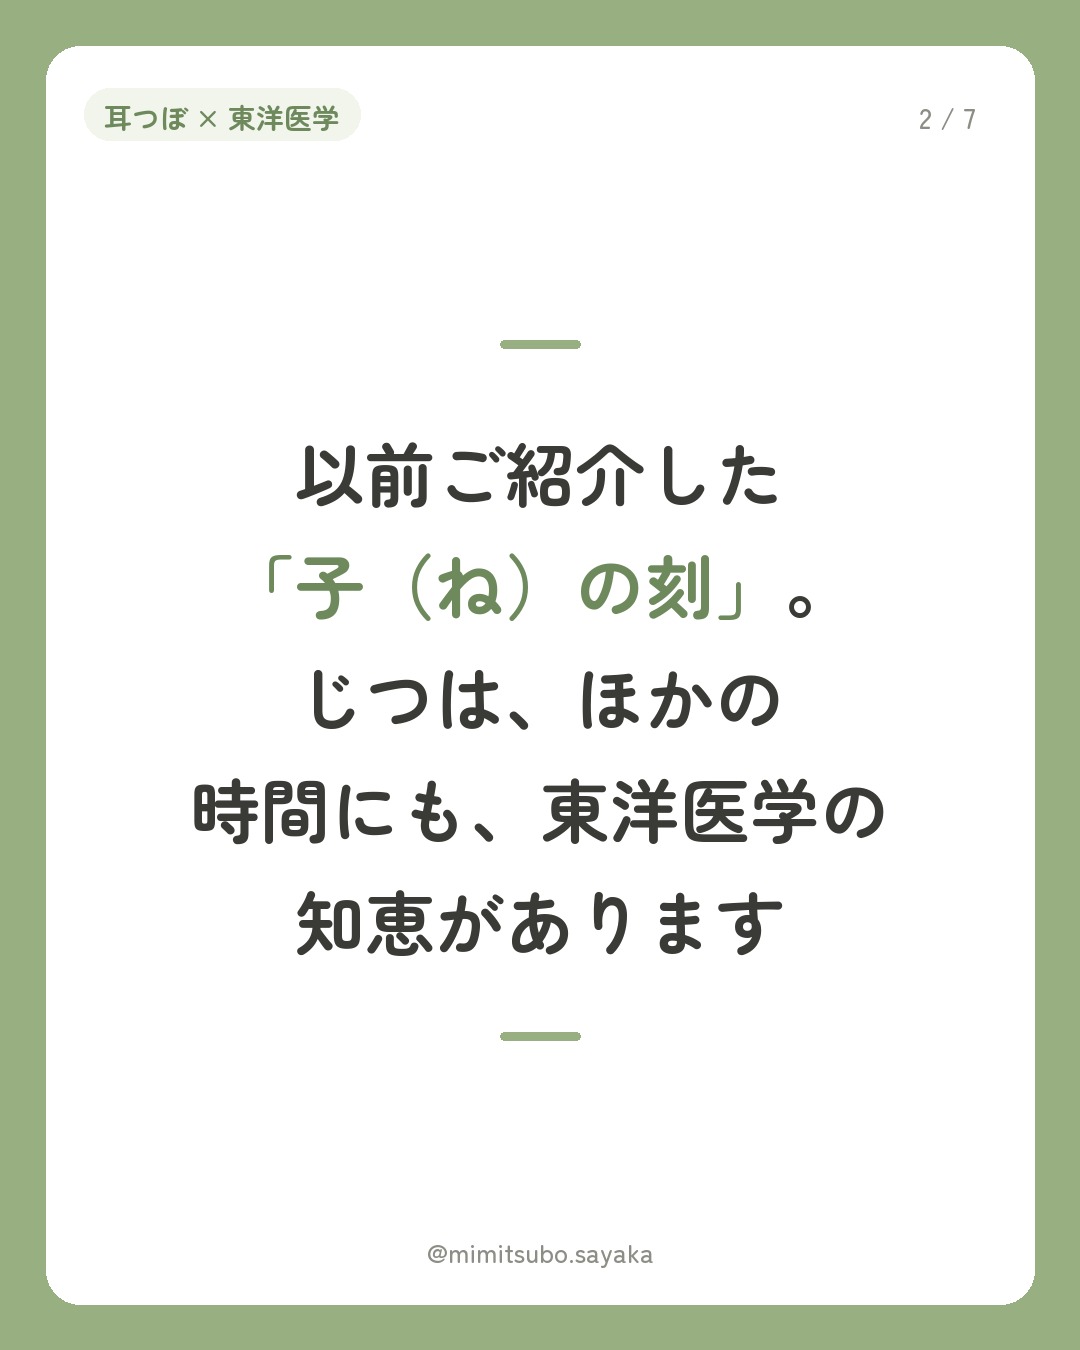 耳つぼ × 東洋医学
2 / 7
以前ご紹介した
「子（ね）の刻」。
じつは、ほかの
時間にも、東洋医学の
知恵があります
@mimitsubo.sayaka